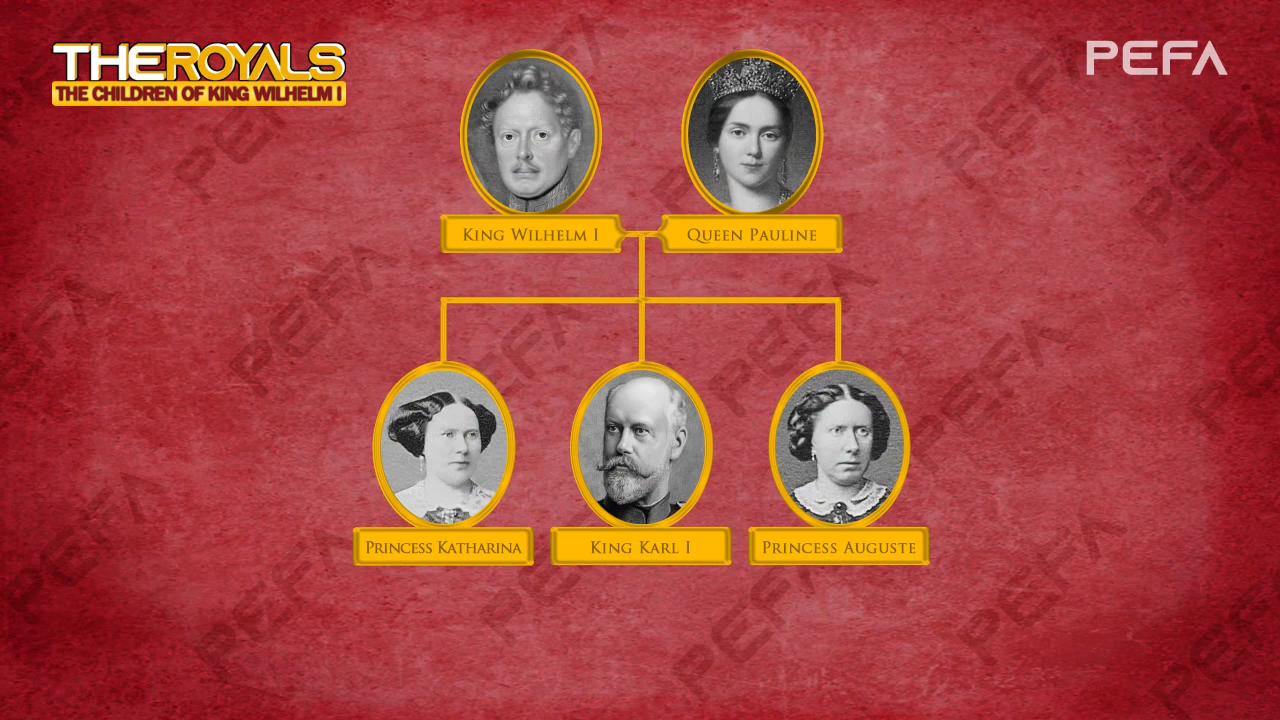 THEROYALS
THE CHILDREN OF KING WILHELM I
PEFA
KING WILHELM I
QUEEN PAULINE
PRINCESS KATHARINA
KING KARL I
PRINCESS AUGUSTE